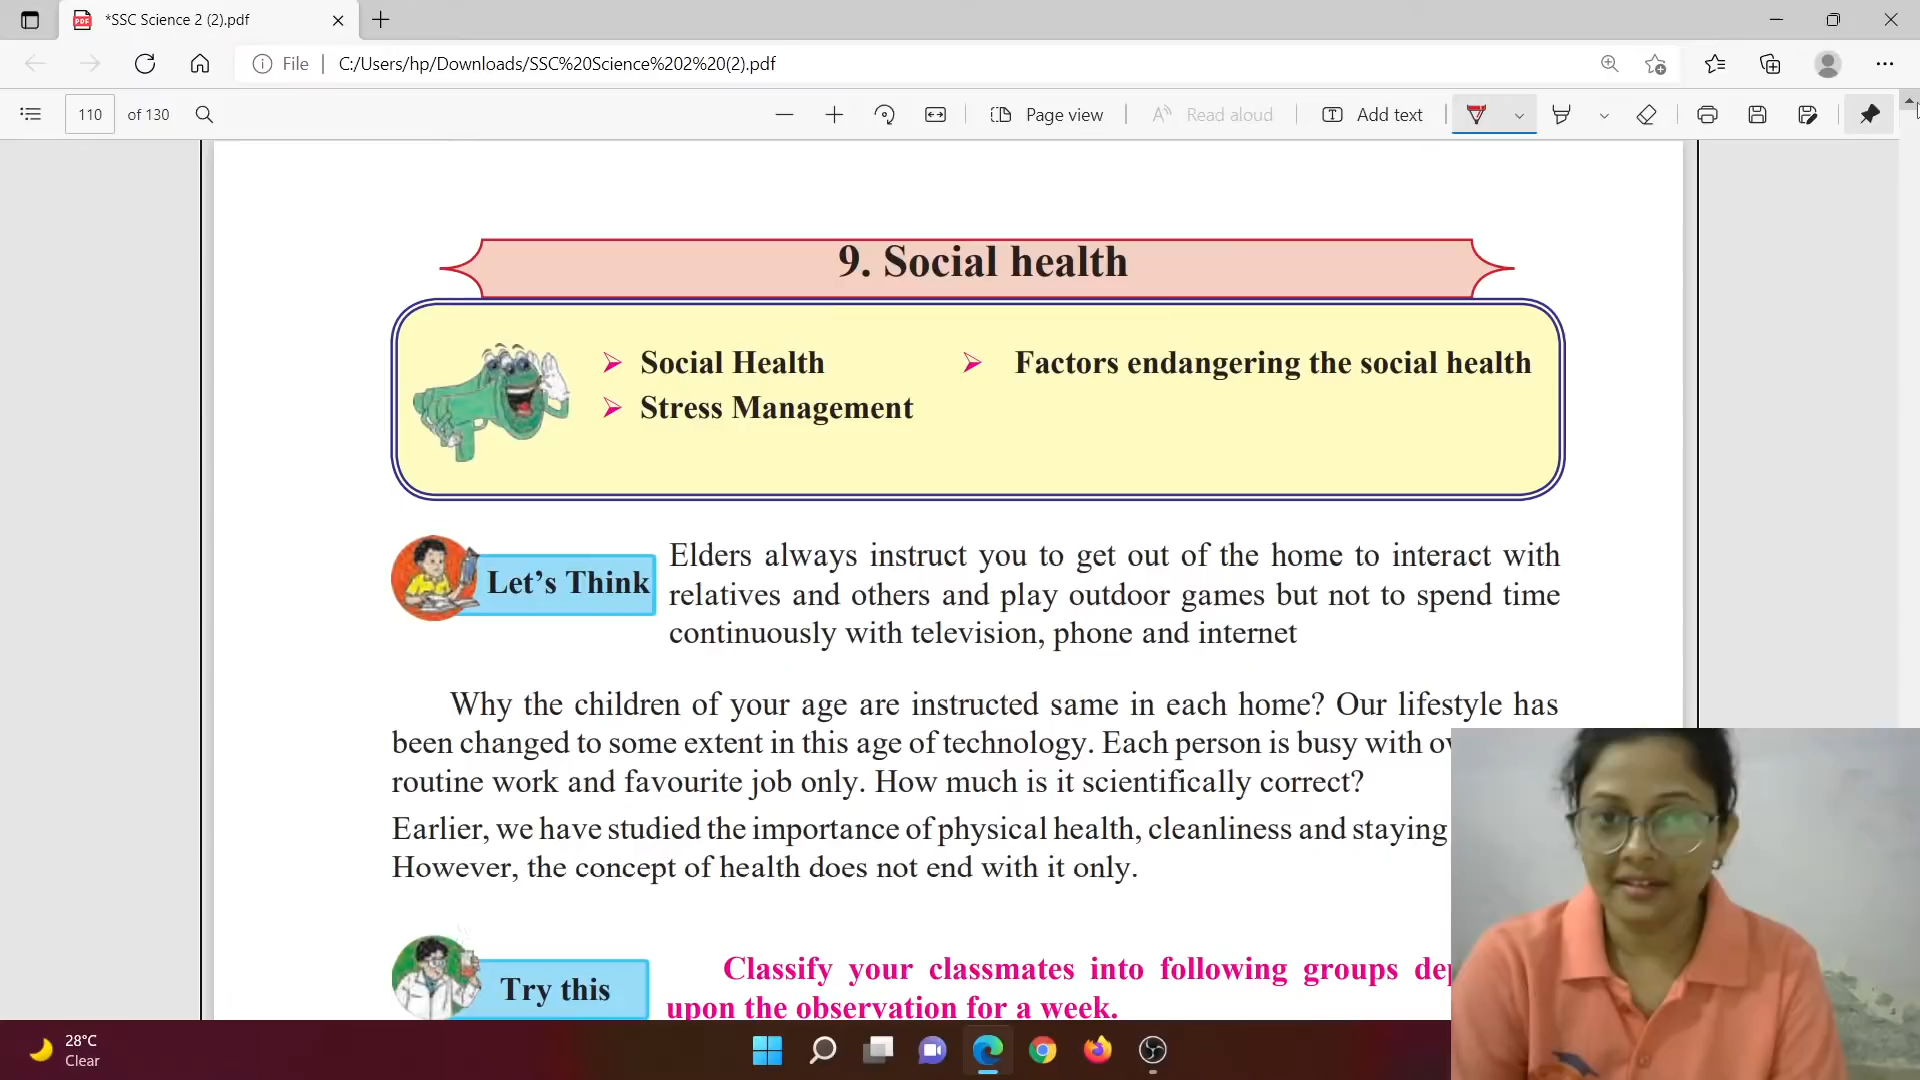 *SSC Science 2 (2).pdf
File
C:/Users/hp/Downloads/SSC%20Science%202%20(2).pdf
110 of 130
Page view
Read aloud
Add text
9. Social health
Social Health
Factors endangering the social health
Stress Management
Let's Think
Elders always instruct you to get out of the home to interact with
relatives and others and play outdoor games but not to spend time
continuously with television, phone and internet
Why the children of your age are instructed same in each home? Our lifestyle has
been changed to some extent in this age of technology. Each person is busy with
routine work and favourite job only. How much is it scientifically correct?
Earlier, we have studied the importance of physical health, cleanliness and staying
However, the concept of health does not end with it only.
Try this
Classify your classmates into following groups
upon the observation for a week.
28°C
Clear